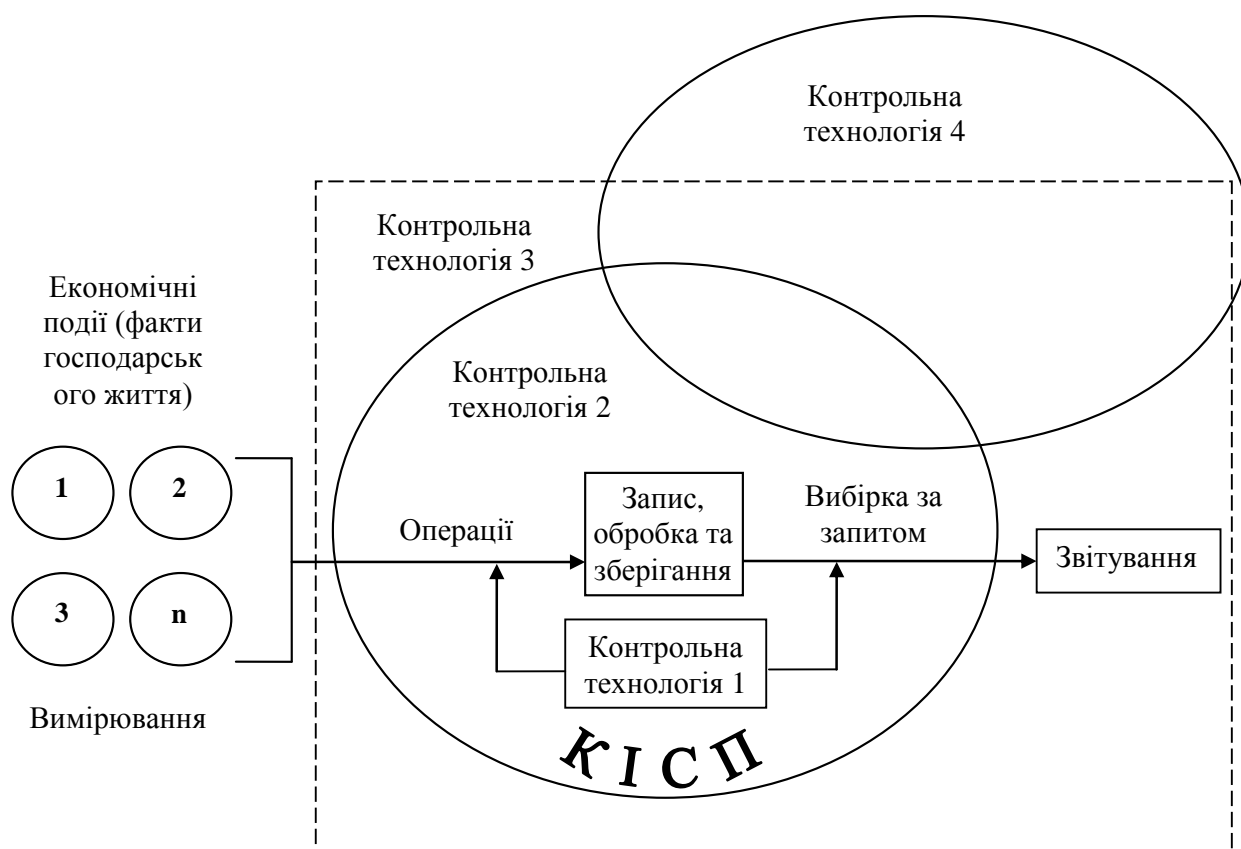 Контрольна
технологія 4
Контрольна
технологія 3
Економічні
події (факти
господарськ
ого життя)
Контрольна
технологія 2
1
2
Операції
Запис,
обробка та
зберігання
Вибірка за
запитом
Звітування
3
n
Контрольна
технологія 1
Вимірювання
КІСП